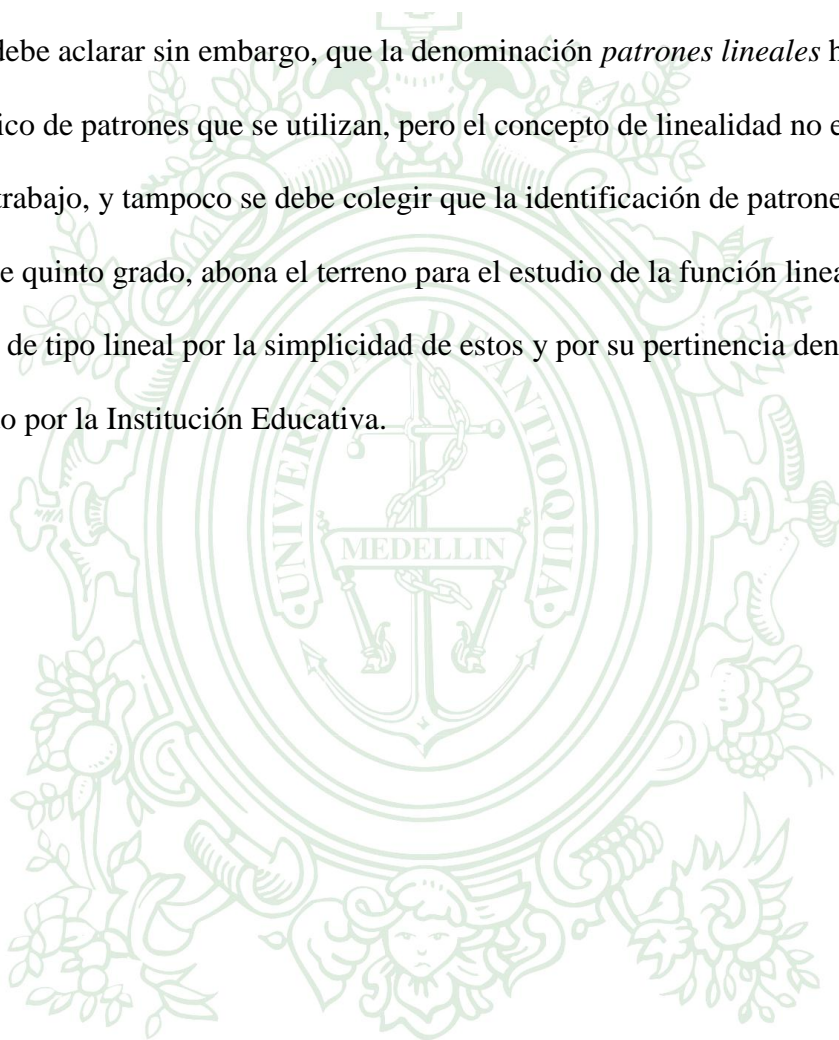 debe aclarar sin embargo, que la denominación patrones lineales
ico de patrones que se utilizan, pero el concepto de linealidad no
trabajo, y tampoco se debe colegir que la identificación de
e quinto grado, abona el terreno para el estudio de la función
de tipo lineal por la simplicidad de estos y por su pertinencia
o por la Institución Educativa.
UNIVERSIDAD DE ANTIOQUIA
MEDELLIN